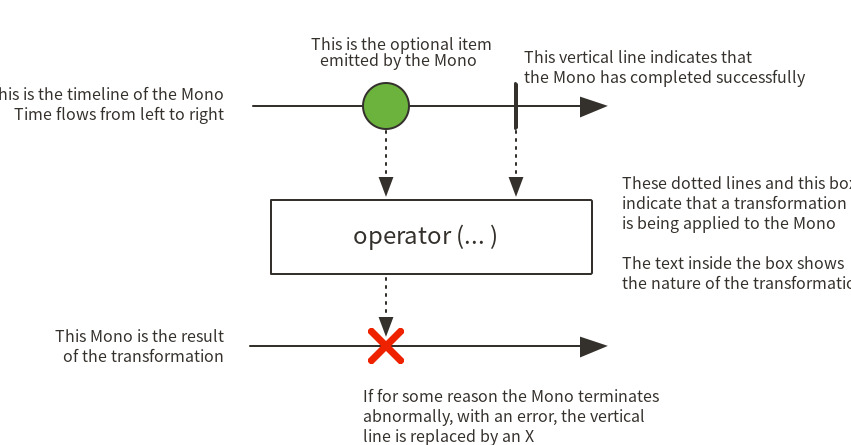 This is the optional item
emitted by the Mono
This vertical line indicates that
the Mono has completed successfully
his is the timeline of the Mono
Time flows from left to right
These dotted lines and this bo
indicate that a transformation
is being applied to the Mono
operator (... )
The text inside the box shows
the nature of the transformatio
This Mono is the result
of the transformation
If for some reason the Mono terminates
abnormally, with an error, the vertical
line is replaced by an X